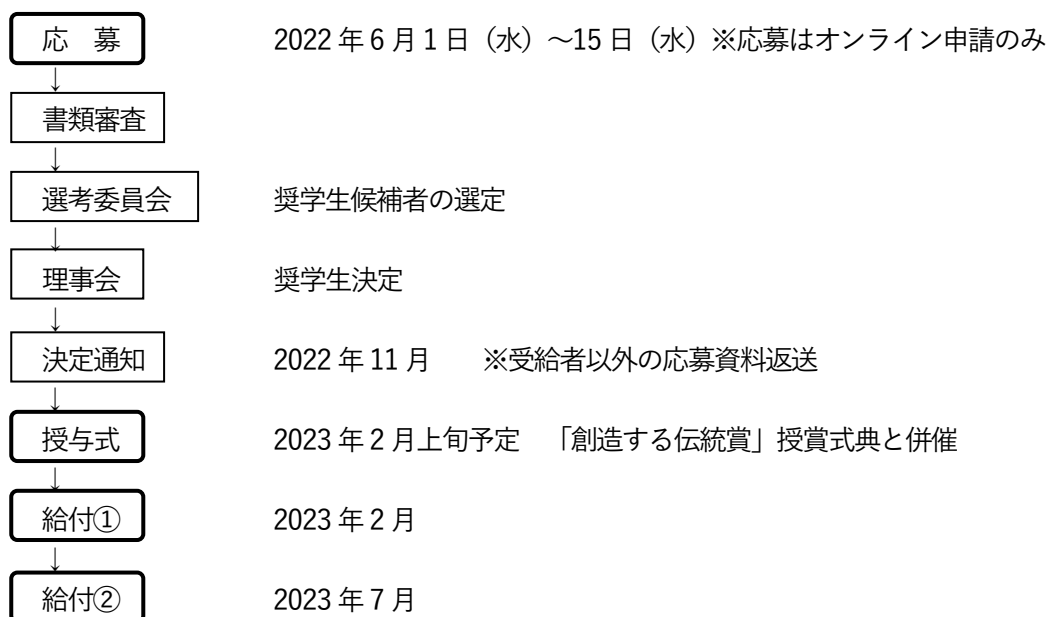 応　募　2022年6月1日（水）～15日（水）※応募はオンライン申請のみ
↓
書類審査
↓
選考委員会　奨学生候補者の選定
↓
理事会　奨学生決定
↓
決定通知　2022年11月　※受給者以外の応募資料返送
↓
授与式　2023年2月上旬予定　「創造する伝統賞」授賞式典と併催
↓
給付①　2023年2月
↓
給付②　2023年7月